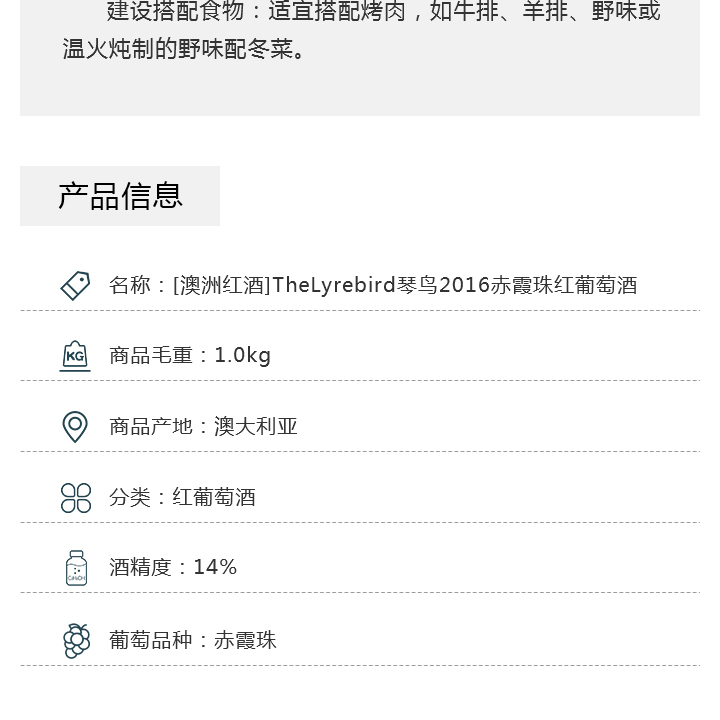 建设搭配食物：适宜搭配烤肉，如牛排、羊排、野味或
温火炖制的野味配冬菜。
产品信息
名称：[澳洲红酒]TheLyrebird琴鸟2016赤霞珠红葡萄酒
KG
商品毛重：1.0kg
商品产地：澳大利亚
分类：红葡萄酒
C₂H₅OH
酒精度：14%
葡萄品种：赤霞珠